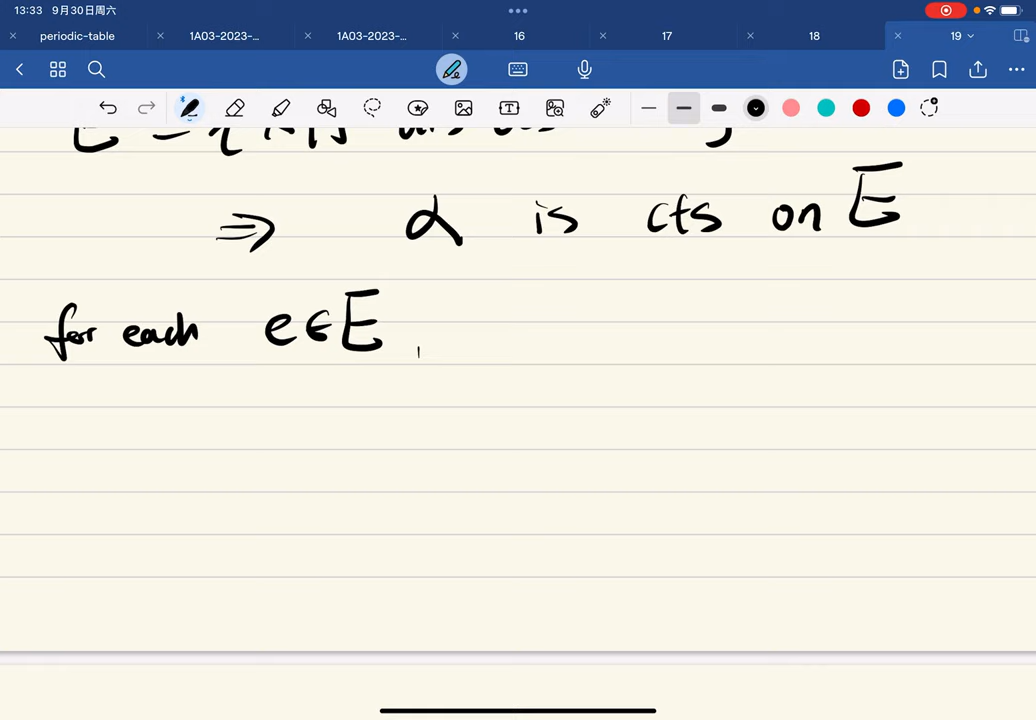 13:33 9月30日周六
periodic-table 1A03-2023-... 1A03-2023-... 16 17 18 19
⇒ α is cts on E
for each e∈E